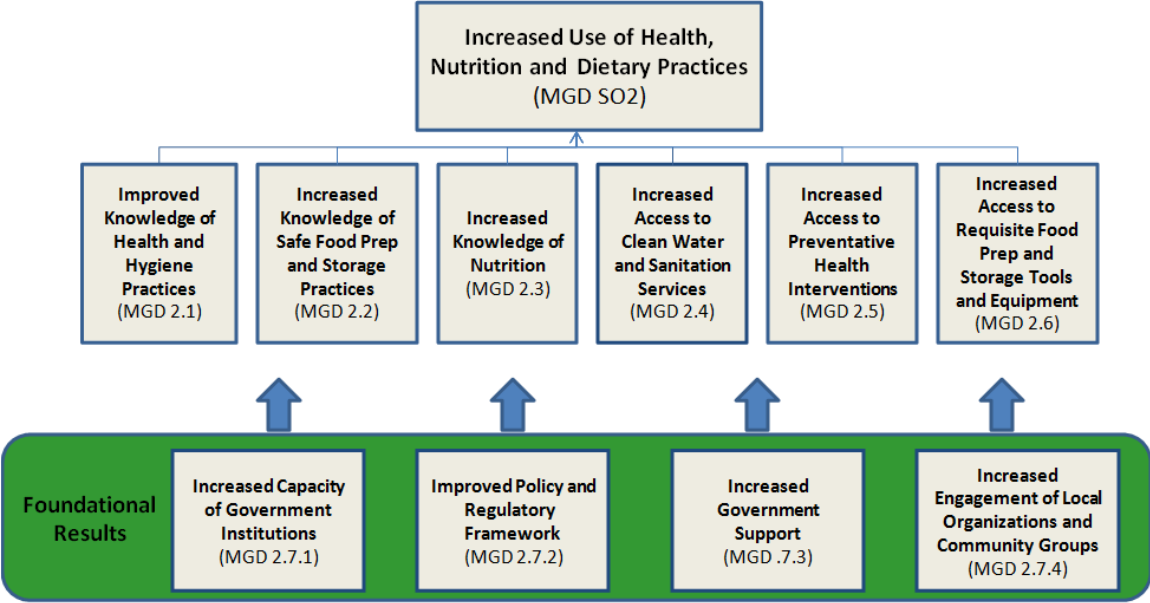 Increased Use of Health,
Nutrition and Dietary Practices
(MGD SO2)
Improved
Knowledge of
Health and
Hygiene
Practices
(MGD 2.1)
Increased
Knowledge of
Safe Food Prep
and Storage
Practices
(MGD 2.2)
Increased
Knowledge of
Nutrition
(MGD 2.3)
Increased
Access to
Clean Water
and Sanitation
Services
(MGD 2.4)
Increased
Access to
Preventative
Health
Interventions
(MGD 2.5)
Increased
Access to
Requisite Food
Prep and
Storage Tools
and Equipment
(MGD 2.6)
Foundational
Results
Increased Capacity
of Government
Institutions
(MGD 2.7.1)
Improved Policy and
Regulatory
Framework
(MGD 2.7.2)
Increased
Government
Support
(MGD .7.3)
Increased
Engagement of Local
Organizations and
Community Groups
(MGD 2.7.4)